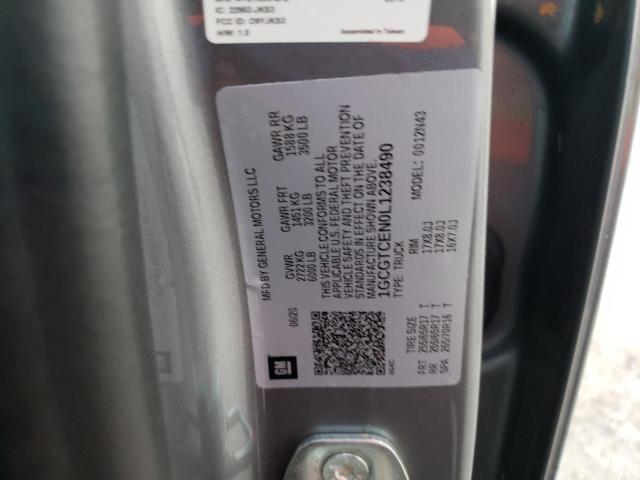 IC: 22963-JKS3
FCC ID: O9YJKS3
H/W: 1.0
Assembled in Taiwan
MFD BY GENERAL MOTORS LLC
06/20
GVWR
2722 KG
6000 LB
GAWR FRT
1451 KG
3200 LB
GAWR RR
1588 KG
3500 LB
THIS VEHICLE CONFORMS TO ALL
APPLICABLE U.S. FEDERAL MOTOR
VEHICLE SAFETY AND THEFT PREVENTION
STANDARDS IN EFFECT ON THE DATE OF
MANUFACTURE SHOWN ABOVE.
1GCGTCEN0L1238490
TYPE: TRUCK
MODEL: 0012N43
TIRE SIZE RIM
FRT 255/65R17 T 17X8.0J
RR 255/65R17 T 17X8.0J
SPA 265/70R16 T 16X7.0J
GM